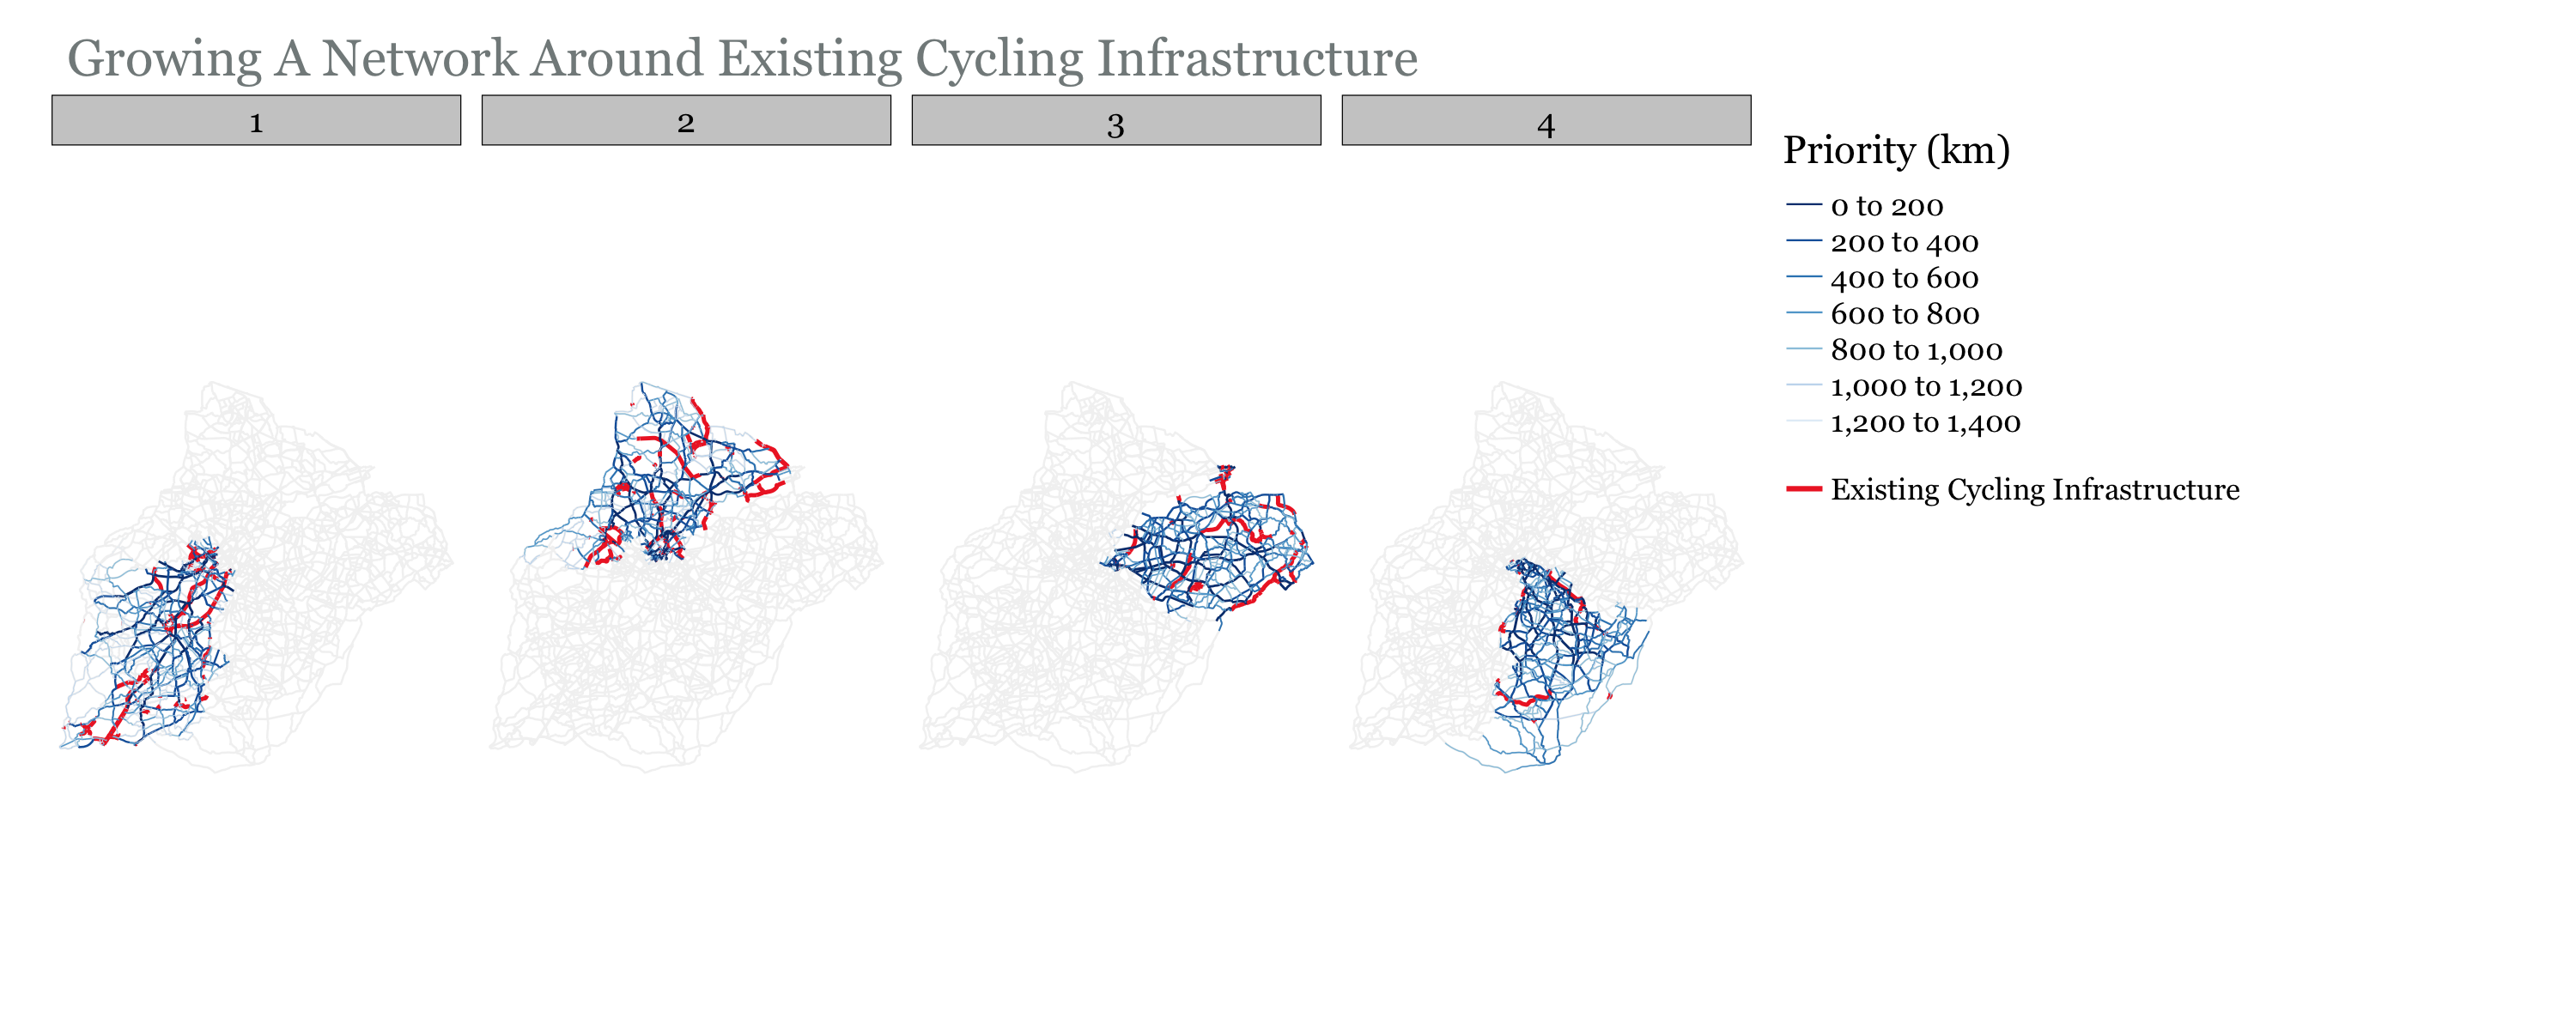 Growing A Network Around Existing Cycling Infrastructure
1
2
3
4
Priority (km)
0 to 200
200 to 400
400 to 600
600 to 800
800 to 1,000
1,000 to 1,200
1,200 to 1,400
Existing Cycling Infrastructure